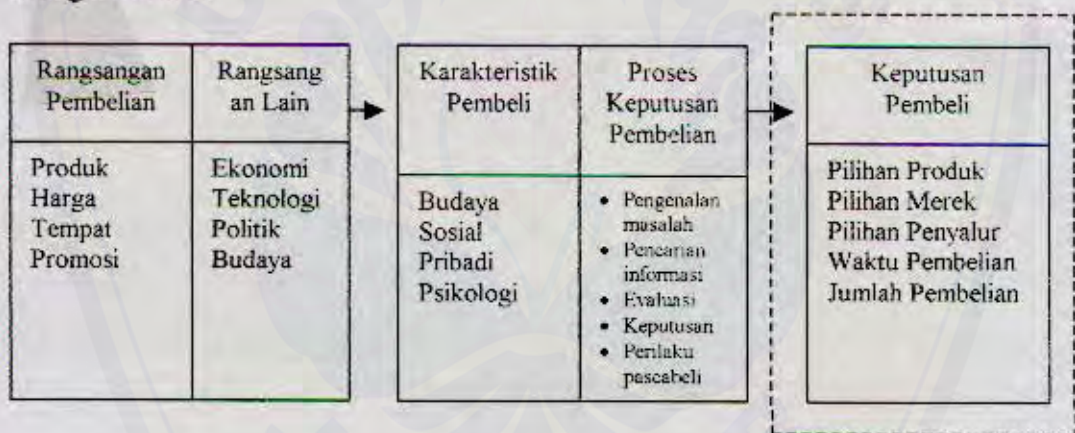 Rangsangan
Pembelian
Produk
Harga
Tempat
Promosi
Rangsang
an Lain
Ekonomi
Teknologi
Politik
Budaya
Karakteristik
Pembeli
Budaya
Sosial
Pribadi
Psikologi
Proses
Keputusan
Pembelian
• Pengenalan
masalah
• Pencarian
informasi
• Evaluasi
• Keputusan
• Perilaku
pascabeli
Keputusan
Pembeli
Pilihan Produk
Pilihan Merek
Pilihan Penyalur
Waktu Pembelian
Jumlah Pembelian